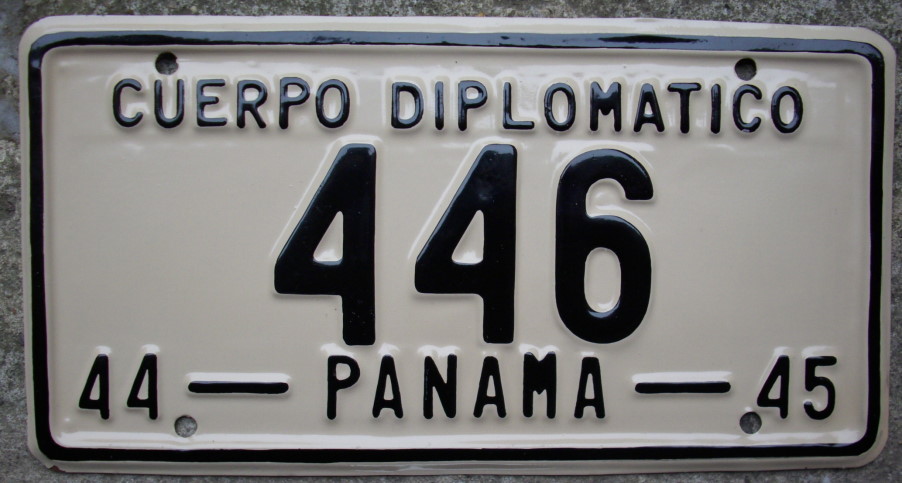 CUERPO DIPLOMATICO
446
44 — PANAMA — 45